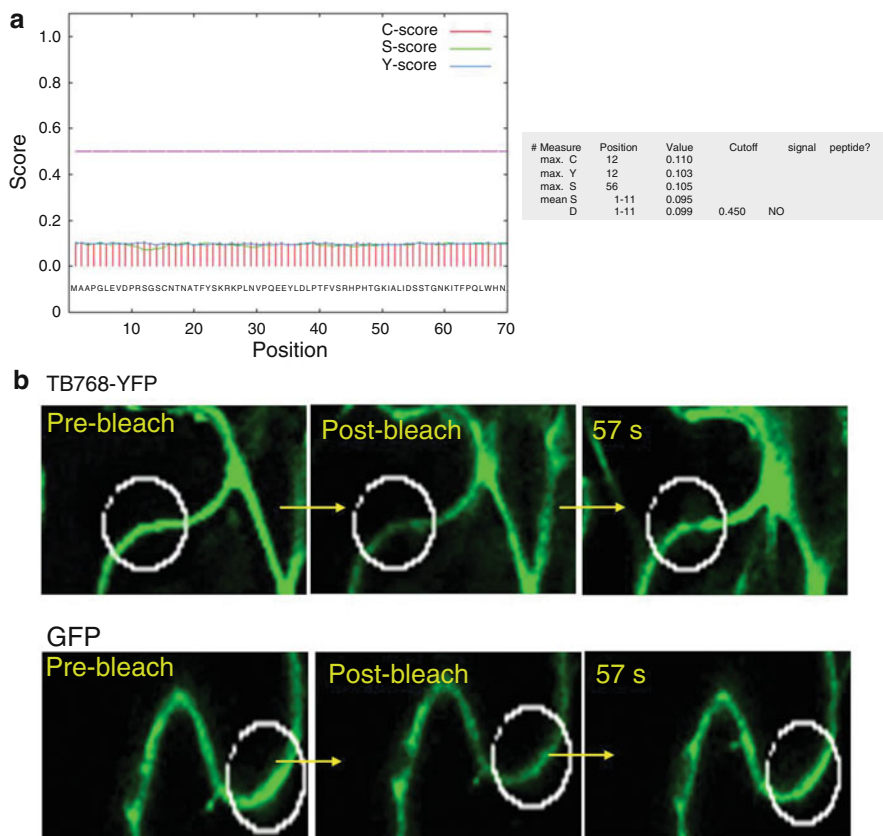 a
1.0
0.8
0.6
0.4
0.2
0.0
0
Score
C-score
S-score
Y-score
MAAPGLEVDPRSGSCNTNATFYSKRKPLNVPQEEYLDLPTFVSRHPHTGKIALIDSSTGNKITFPQLWHN
10 20 30 40 50 60 70
Position
# Measure Position Value Cutoff signal peptide?
max. C 12 0.110
max. Y 12 0.103
max. S 56 0.105
mean S 1-11 0.095
D 1-11 0.099 0.450 NO
b TB768-YFP
Pre-bleach Post-bleach 57 s
GFP
Pre-bleach Post-bleach 57 s